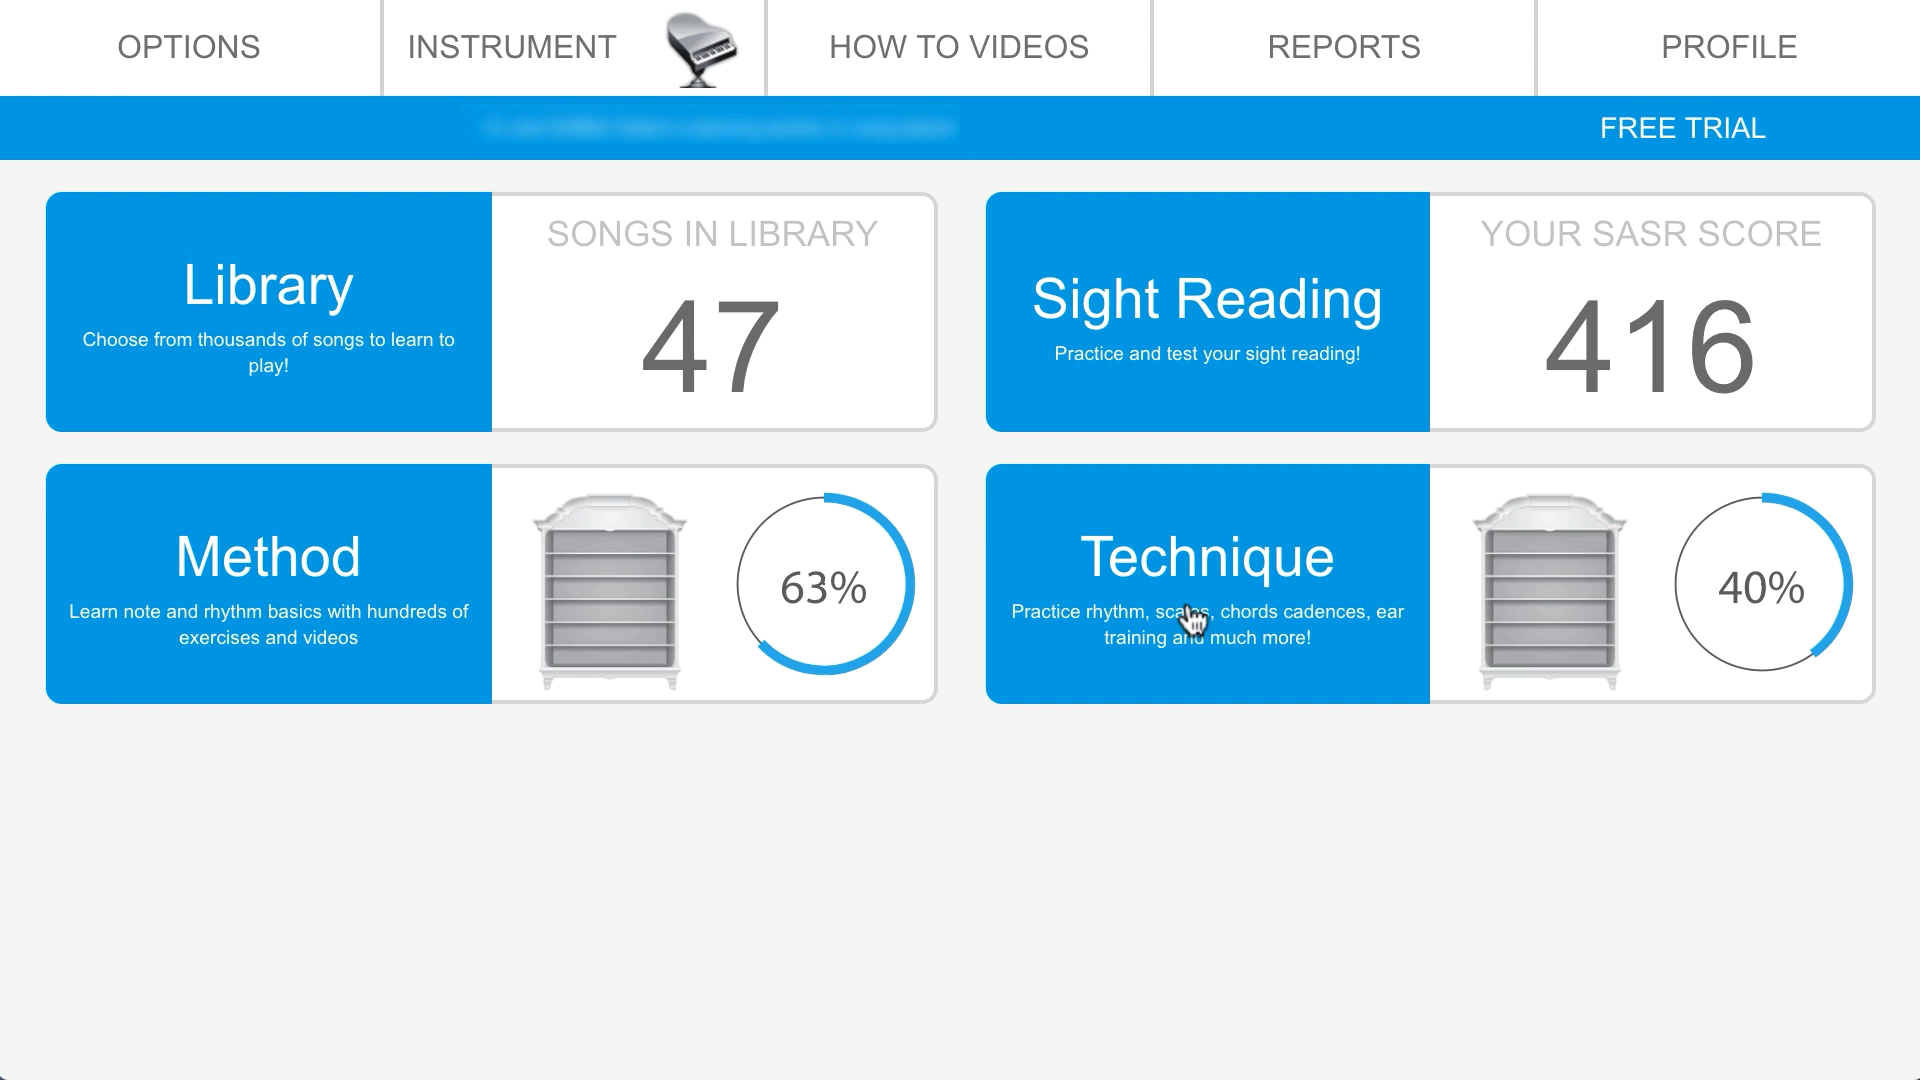 OPTIONS
INSTRUMENT
HOW TO VIDEOS
REPORTS
PROFILE
FREE TRIAL
Library
Choose from thousands of songs to learn to
play!
SONGS IN LIBRARY
47
Sight Reading
Practice and test your sight reading!
YOUR SASR SCORE
416
Method
Learn note and rhythm basics with hundreds of
exercises and videos
63%
Technique
Practice rhythm, scales, chords cadences, ear
training and much more!
40%